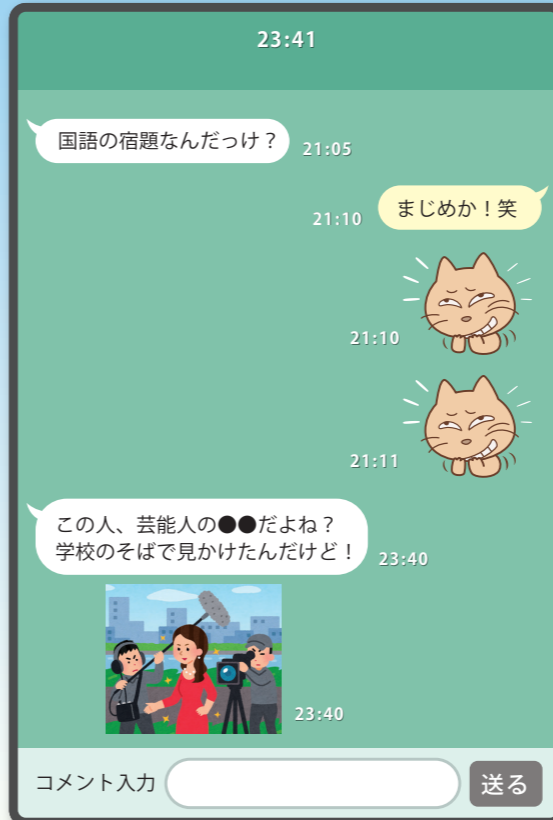 23:41
国語の宿題なんだっけ？
21:05
まじめか！笑
21:10
21:10
21:11
この人、芸能人の●●だよね？
学校のそばで見かけたんだけど！
23:40
23:40
コメント入力
送る